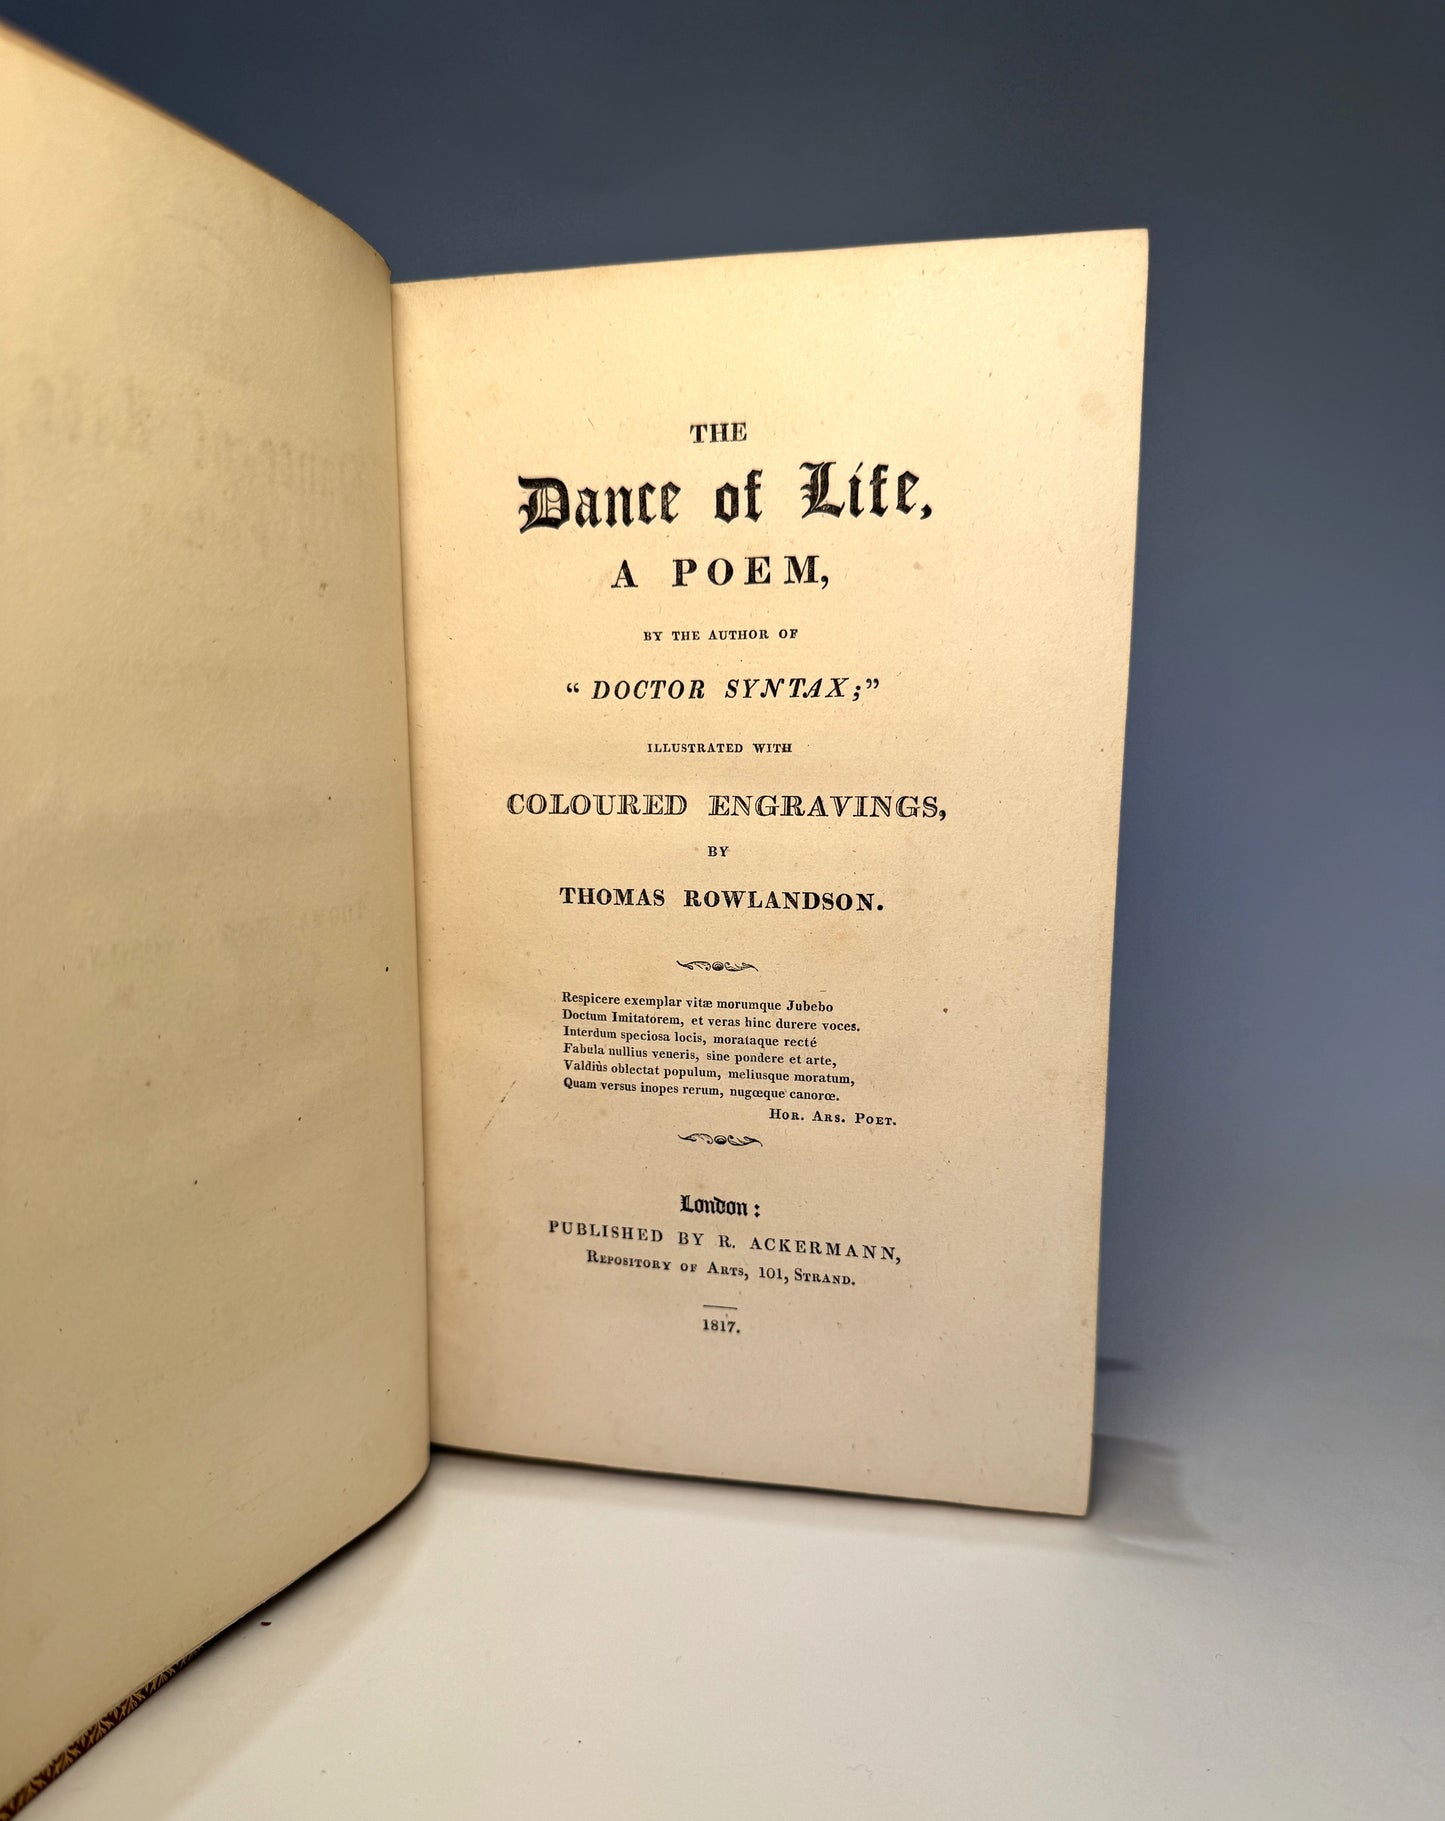 THE
Dance of Life,
A POEM,
BY THE AUTHOR OF
“DOCTOR SYNTAX;”
ILLUSTRATED WITH
COLOURED ENGRAVINGS,
BY
THOMAS ROWLANDSON.
Respicere exemplar vitæ morumque Jubebo
Doctum Imitatorem, et veras hinc durere voces.
Interdum speciosa locis, morataque recté
Fabula nullius veneris, sine pondere et arte,
Valdiùs oblectat populum, meliusque moratum,
Quam versus inopes rerum, nugœque canorœ.
HOR. ARS. POET.
London:
PUBLISHED BY R. ACKERMANN,
REPOSITORY OF ARTS, 101, STRAND.
1817.